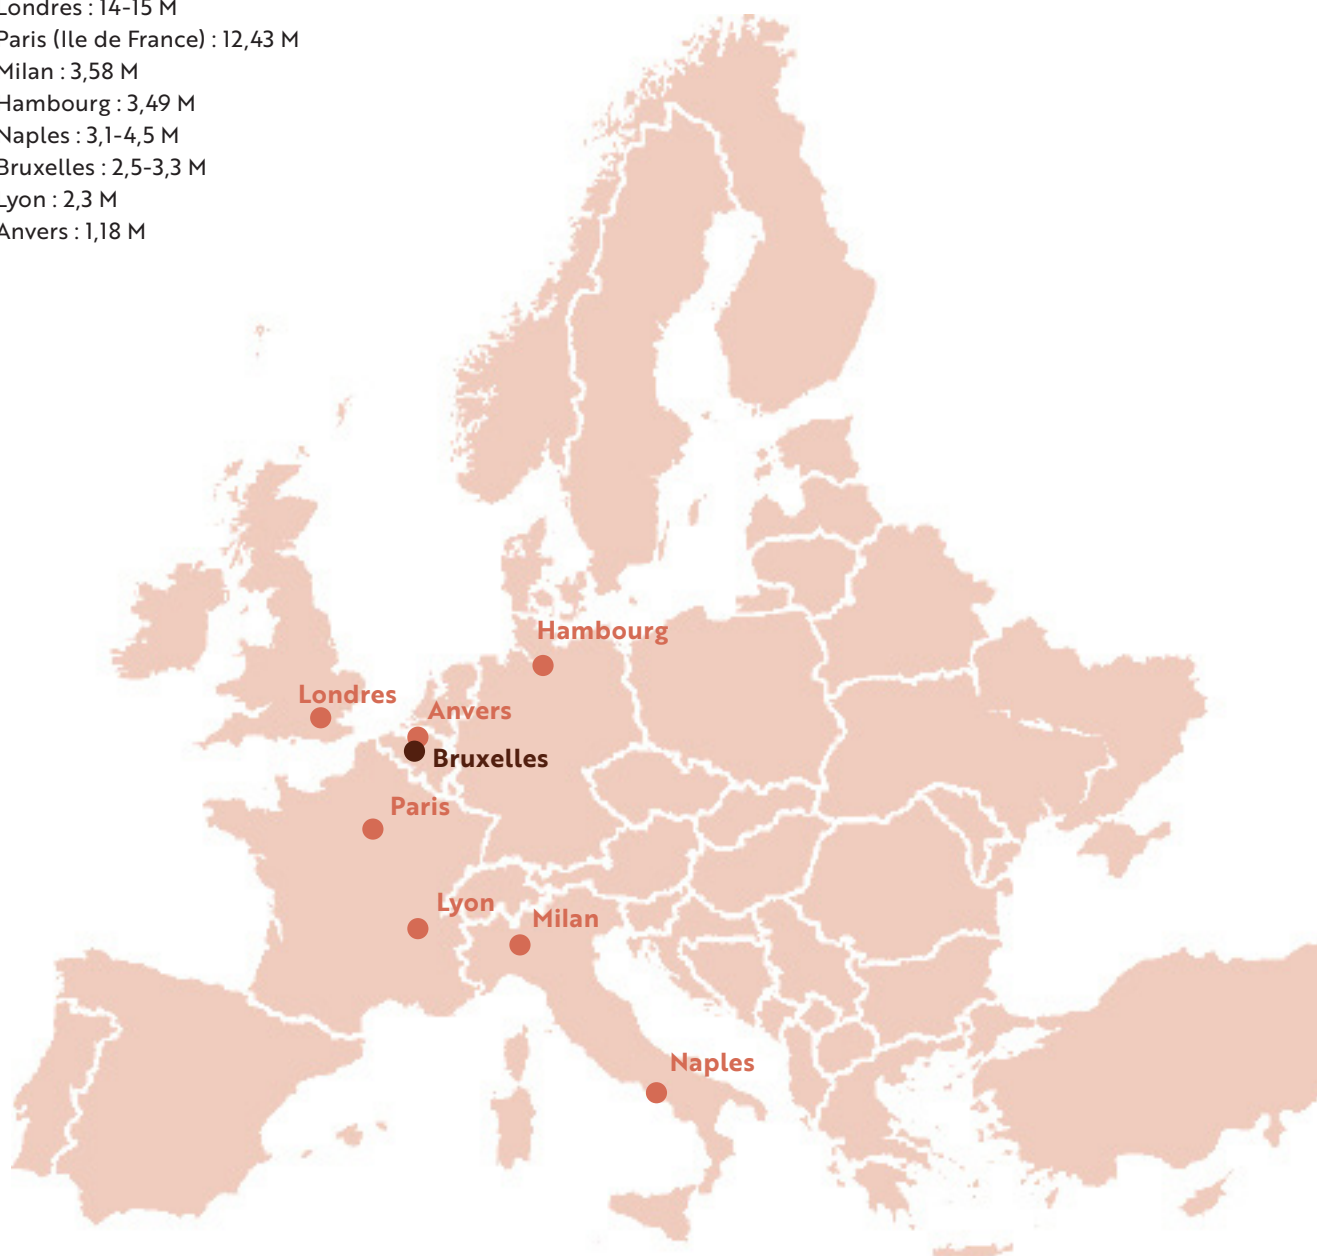 Londres : 14-15 M
Paris (Ile de France) : 12,43 M
Milan : 3,58 M
Hambourg : 3,49 M
Naples : 3,1-4,5 M
Bruxelles : 2,5-3,3 M
Lyon : 2,3 M
Anvers : 1,18 M
Hambourg
Londres
Anvers
Bruxelles
Paris
Lyon
Milan
Naples